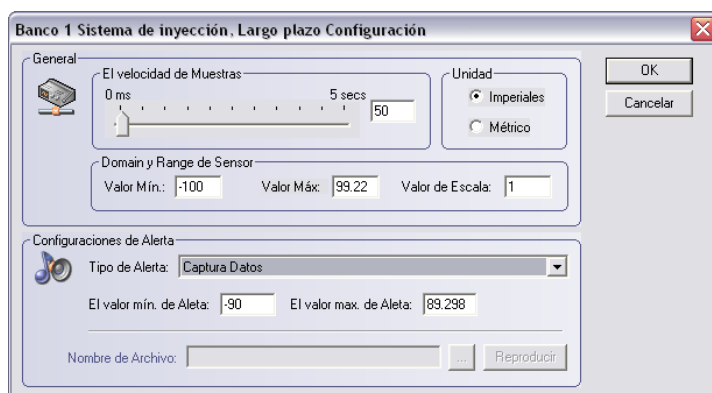 Banco 1 Sistema de inyección, Largo plazo Configuración
General
El velocidad de Muestras
0 ms 5 secs
50
Unidad
Imperiales
Métrico
OK
Cancelar
Domain y Range de Sensor
Valor Mín.: -100 Valor Máx: 99.22 Valor de Escala: 1
Configuraciones de Alerta
Tipo de Alerta: Captura Datos
El valor mín. de Aleta: -90 El valor max. de Aleta: 89.298
Nombre de Archivo: ... Reproducir